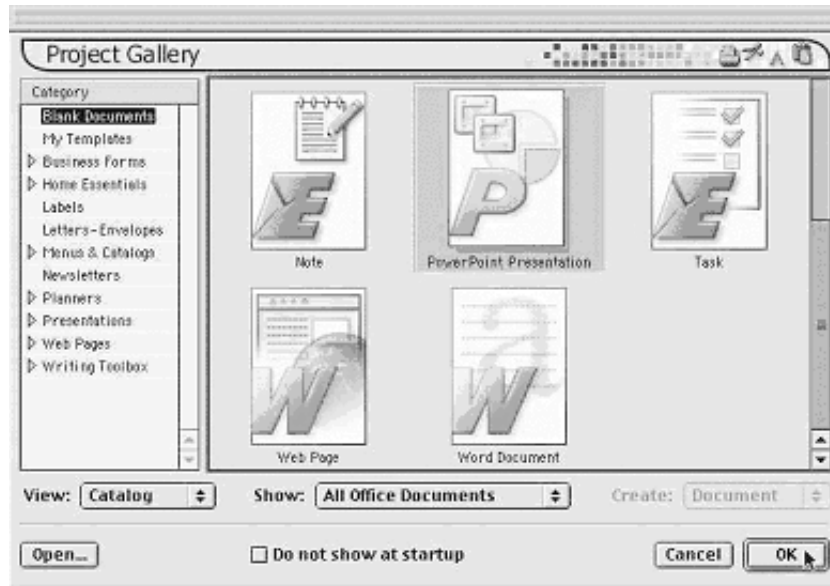 Project Gallery
Category
Blank Documents
My Templates
Business Forms
Home Essentials
Labels
Letters-Envelopes
Menus & Catalogs
Newsletters
Planners
Presentations
Web Pages
Writing Toolbox
Note
PowerPoint Presentation
Task
Web Page
Word Document
View: Catalog
Show: All Office Documents
Create: Document
Open...
Do not show at startup
Cancel
OK